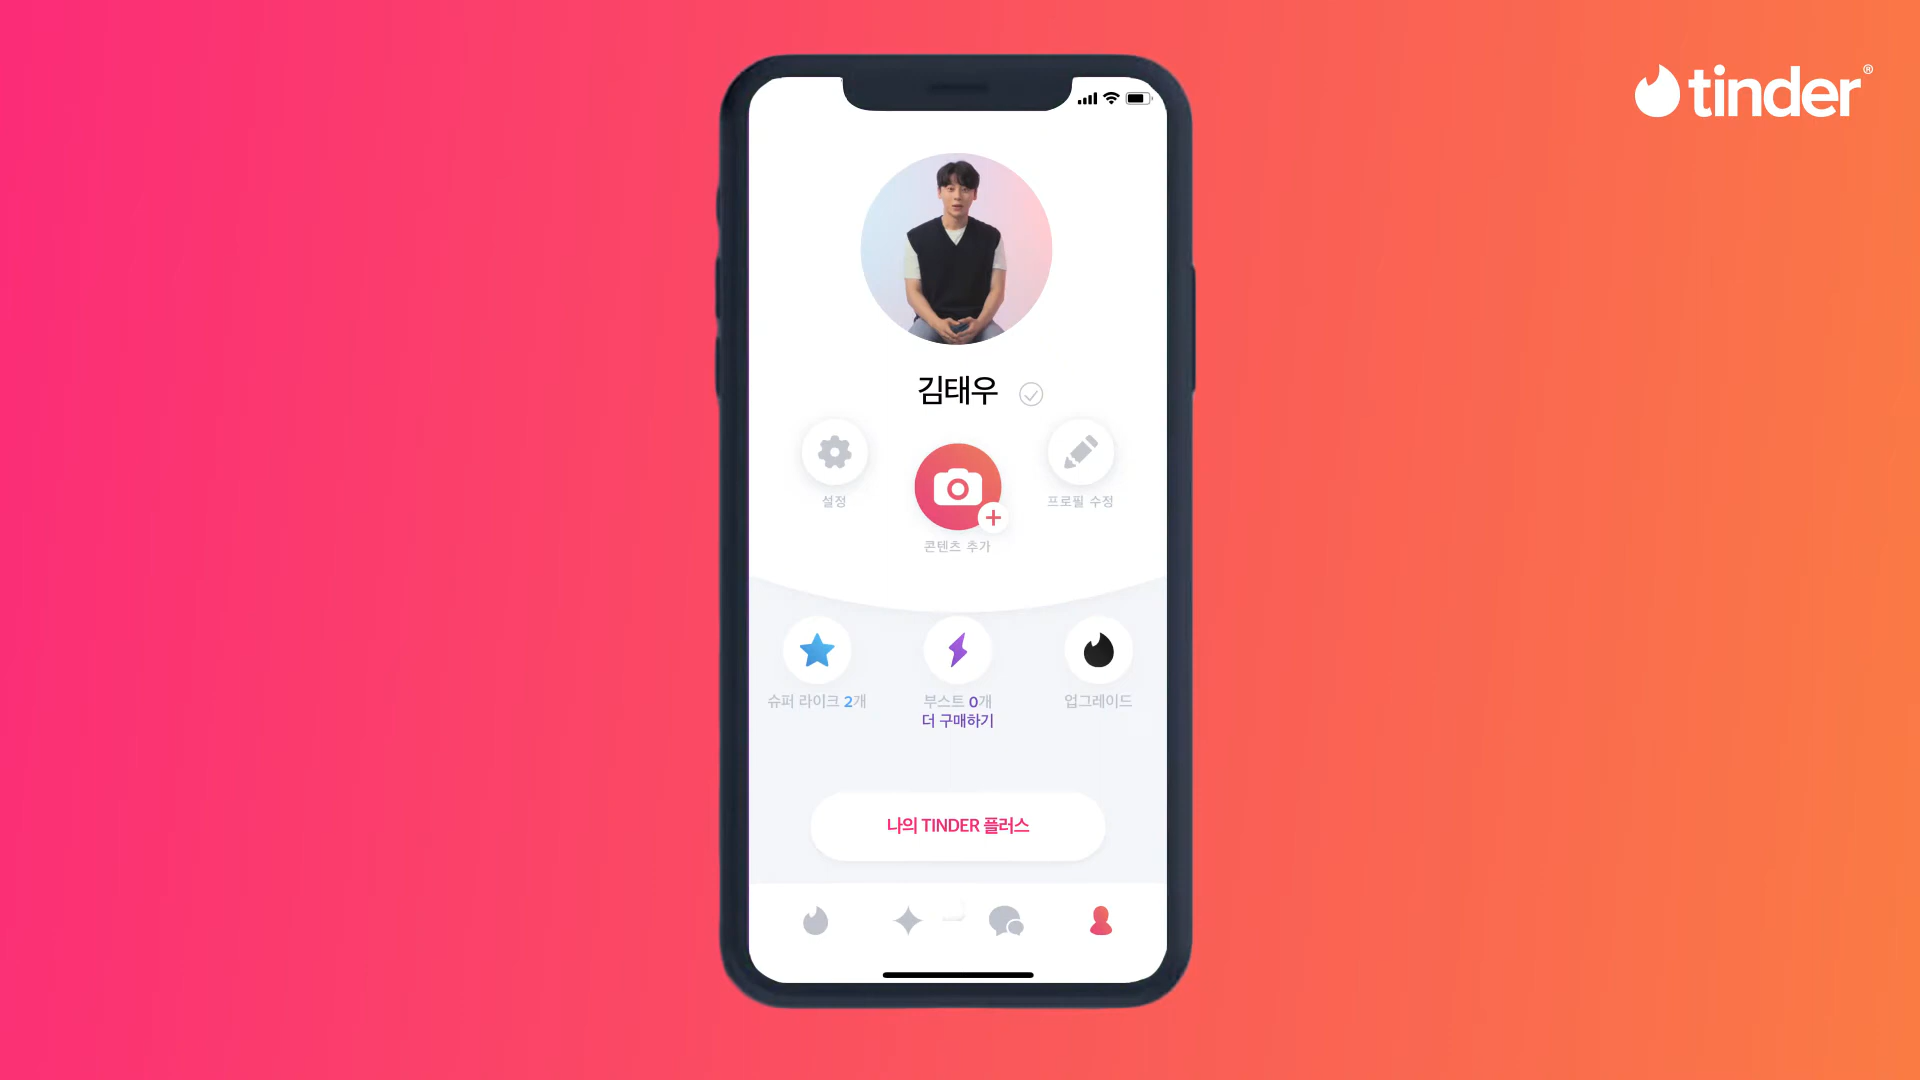 tinder®
김태우
설정
프로필 수정
콘텐츠 추가
슈퍼 라이크 2개
부스트 0개
더 구매하기
업그레이드
나의 TINDER 플러스